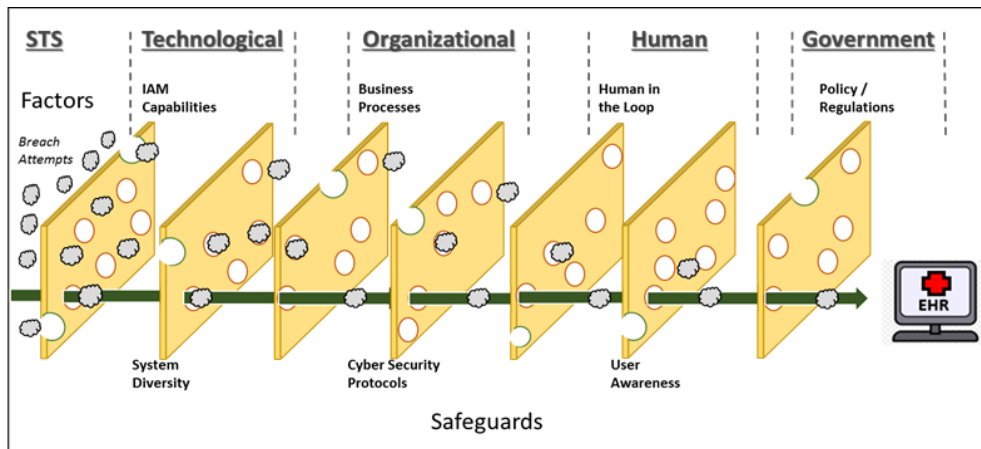 STS
Technological
Organizational
Human
Government
Factors
IAM
Capabilities
Business
Processes
Human in
the Loop
Policy /
Regulations
Breach
Attempts
EHR
System
Diversity
Cyber Security
Protocols
User
Awareness
Safeguards